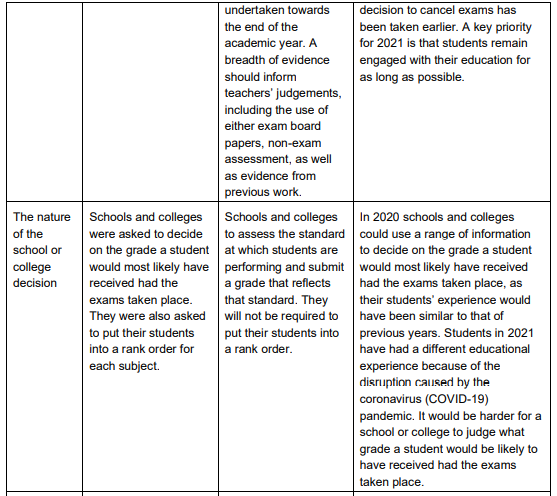 undertaken towards
the end of the
academic year. A
breadth of evidence
should inform
teachers' judgements,
including the use of
either exam board
papers, non-exam
assessment, as well
as evidence from
previous work.
decision to cancel exams has
been taken earlier. A key priority
for 2021 is that students remain
engaged with their education for
as long as possible.
The nature
of the
school or
college
decision
Schools and colleges
were asked to decide
on the grade a student
would most likely have
received had the
exams taken place.
They were also asked
to put their students
into a rank order for
each subject.
Schools and colleges
to assess the standard
at which students are
performing and submit
a grade that reflects
that standard. They
will not be required to
put their students into
a rank order.
In 2020 schools and colleges
could use a range of information
to decide on the grade a student
would most likely have received
had the exams taken place, as
their students' experience would
have been similar to that of
previous years. Students in 2021
have had a different educational
experience because of the
disruption caused by the
coronavirus (COVID-19)
pandemic. It would be harder for a
school or college to judge what
grade a student would be likely to
have received had the exams
taken place.